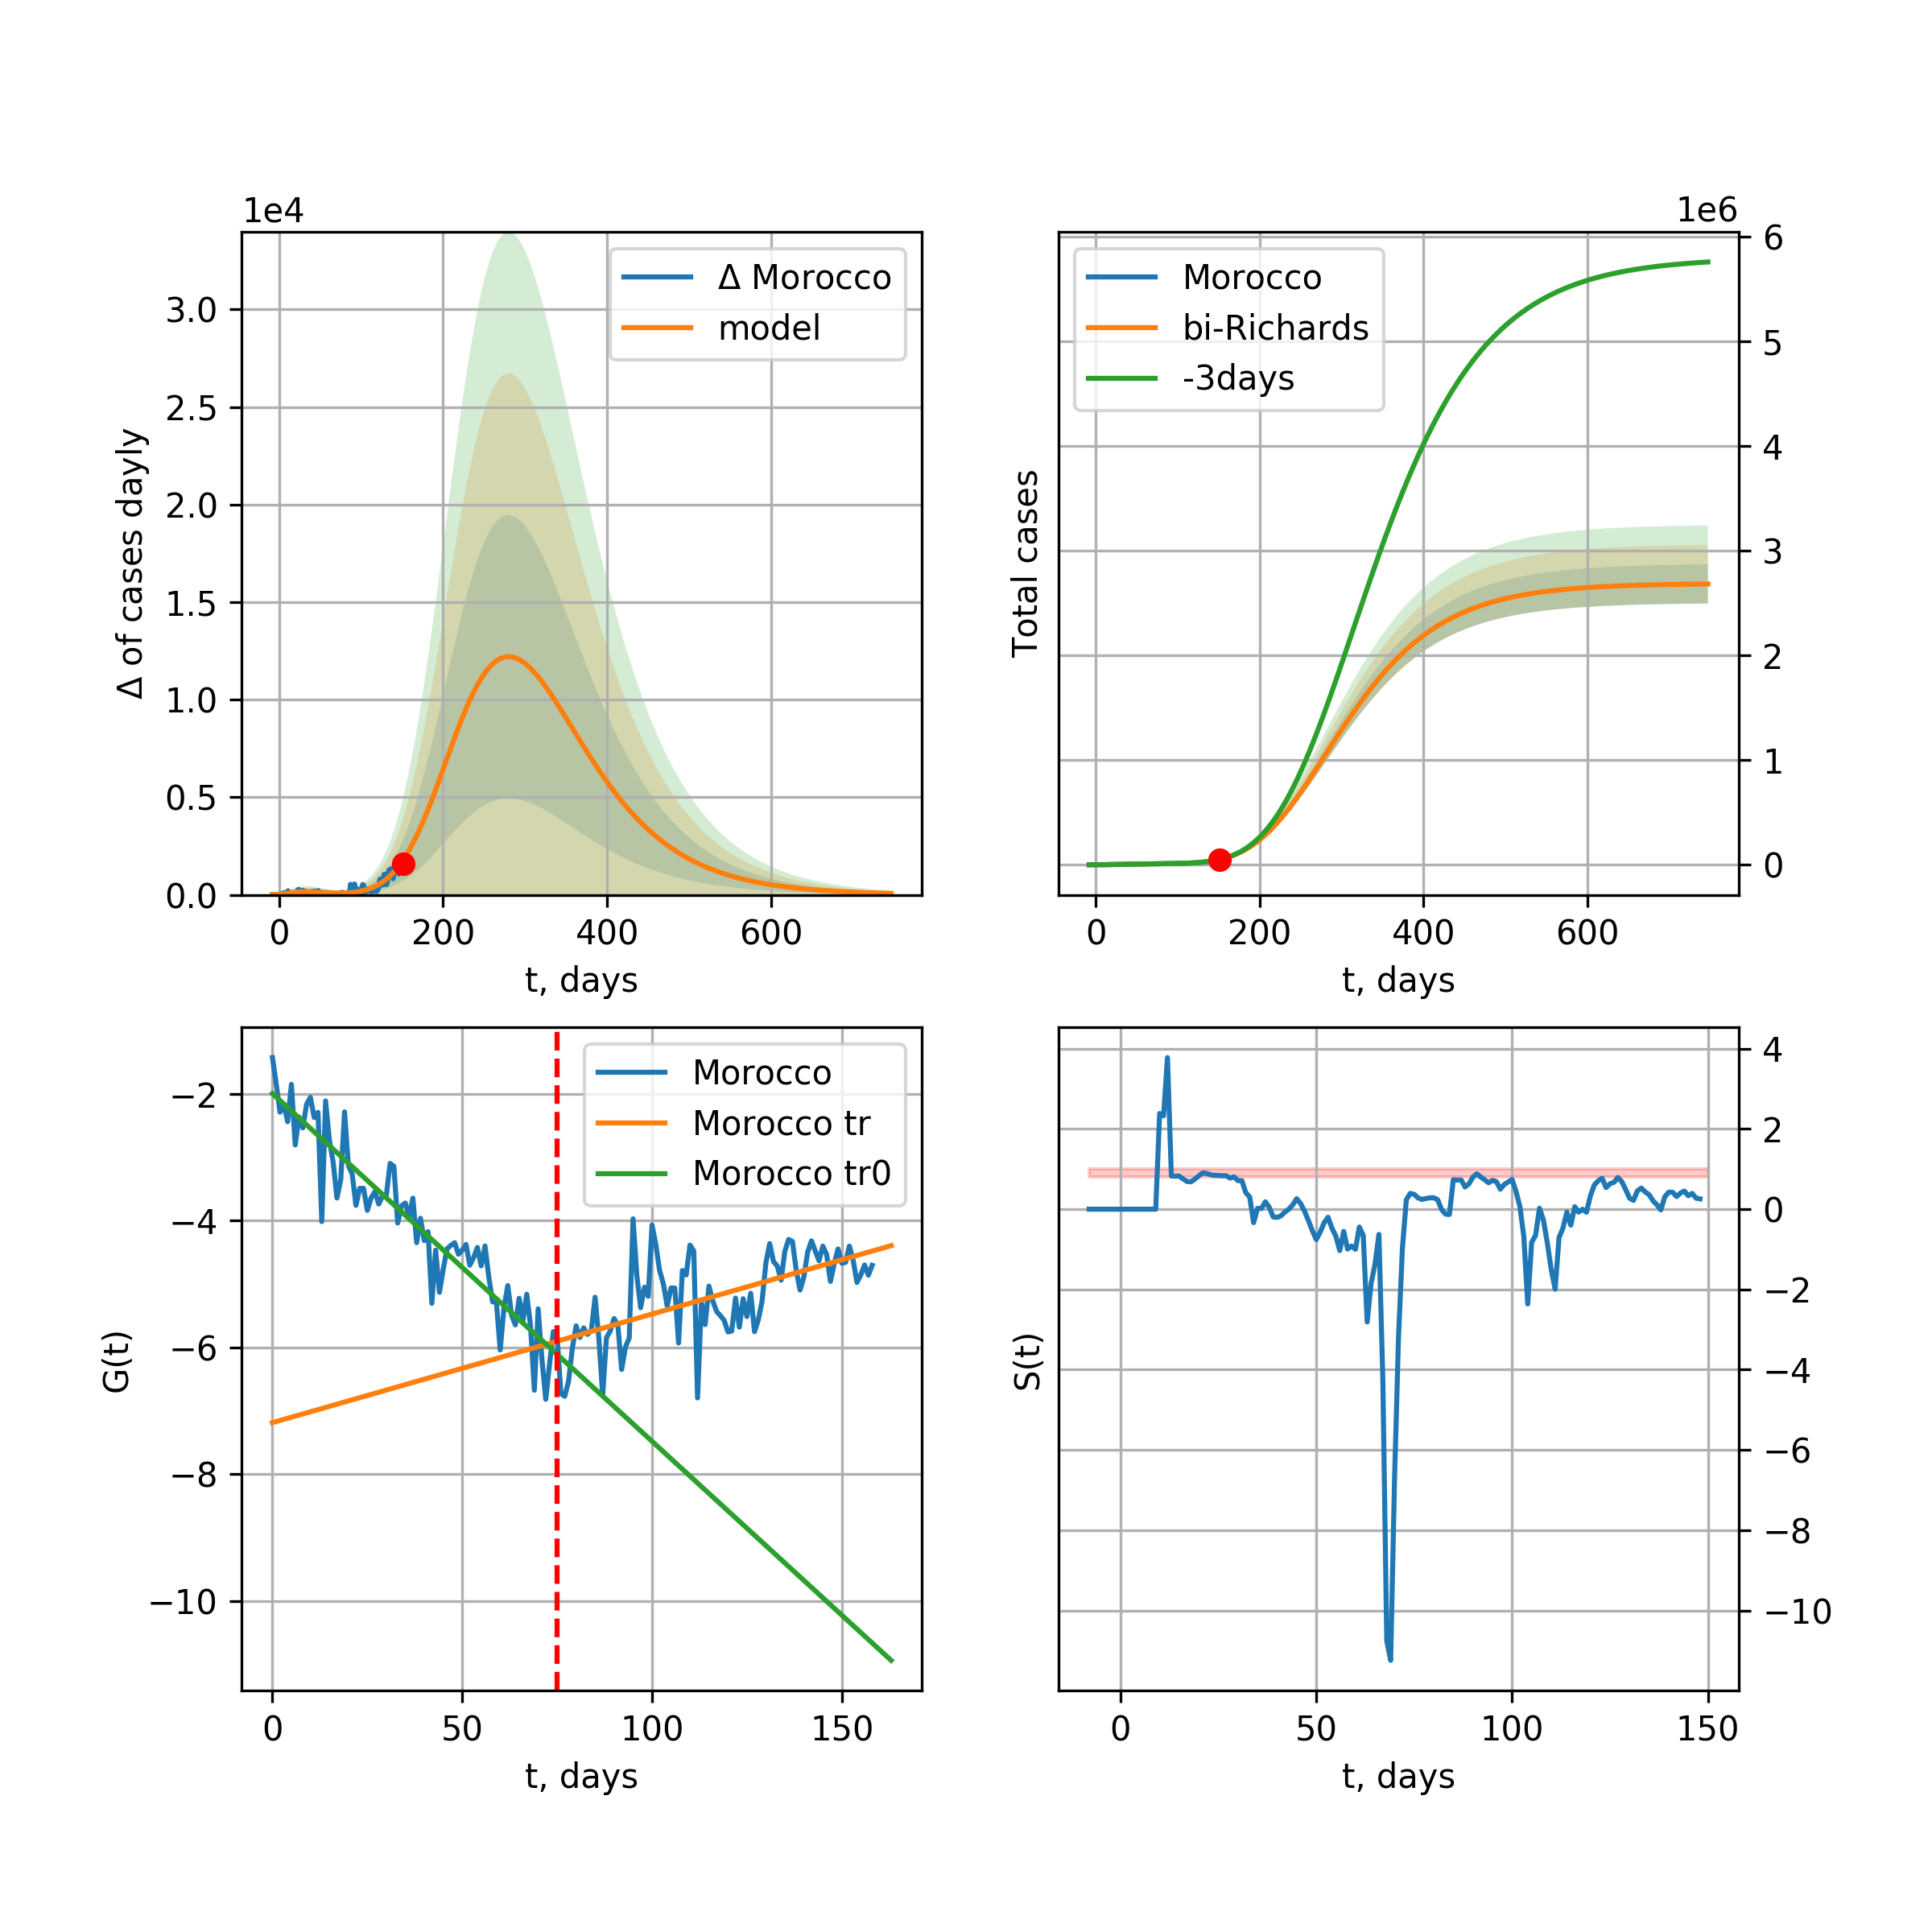 1e4
Δ of cases dayly
3.0
2.5
2.0
1.5
1.0
0.5
0.0
0 200 400 600
t, days
Δ Morocco
model
1e6
Total cases
6
5
4
3
2
1
0
0 200 400 600
t, days
Morocco
bi-Richards
-3days
G(t)
−2
−4
−6
−8
−10
0 50 100 150
t, days
Morocco
Morocco tr
Morocco tr0
S(t)
4
2
0
−2
−4
−6
−8
−10
0 50 100 150
t, days